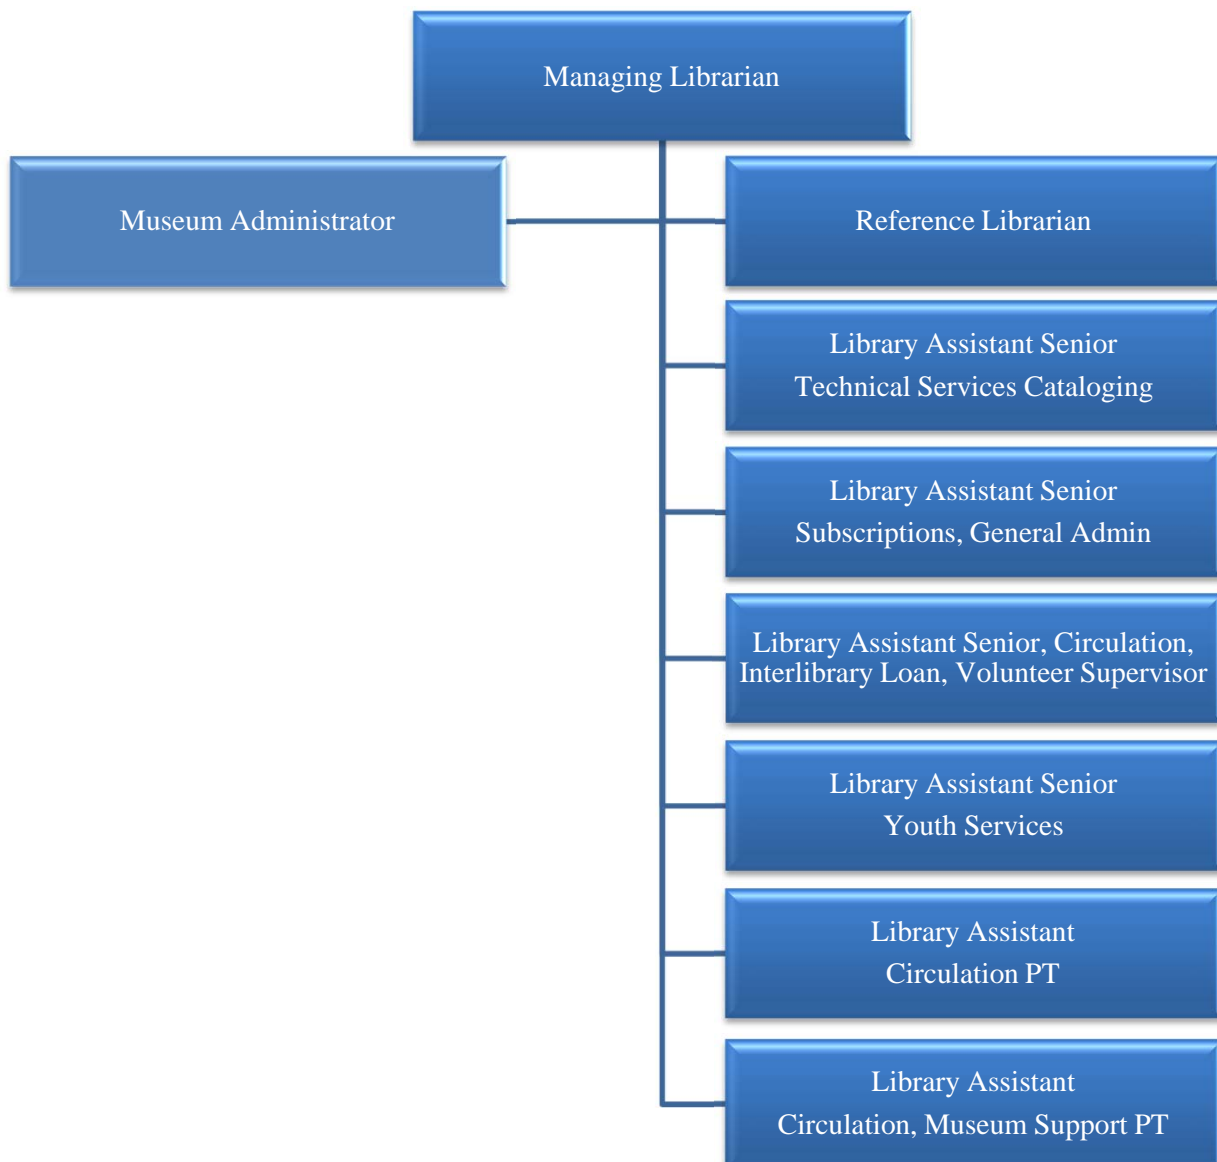 Managing Librarian
Museum Administrator
Reference Librarian
Library Assistant Senior
Technical Services Cataloging
Library Assistant Senior
Subscriptions, General Admin
Library Assistant Senior, Circulation,
Interlibrary Loan, Volunteer Supervisor
Library Assistant Senior
Youth Services
Library Assistant
Circulation PT
Library Assistant
Circulation, Museum Support PT